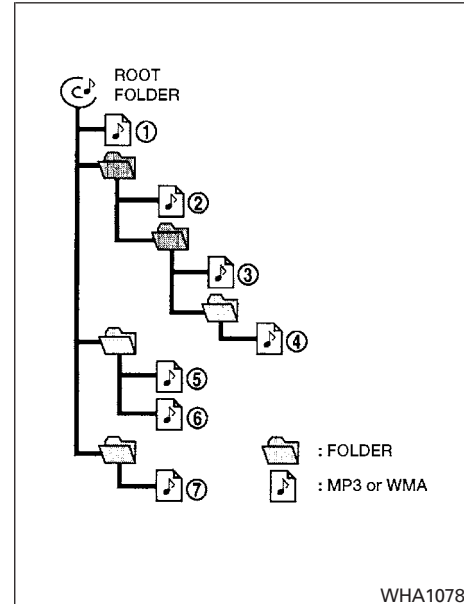 ROOT
FOLDER
①
②
③
④
⑤
⑥
⑦
: FOLDER
: MP3 or WMA
WHA1078